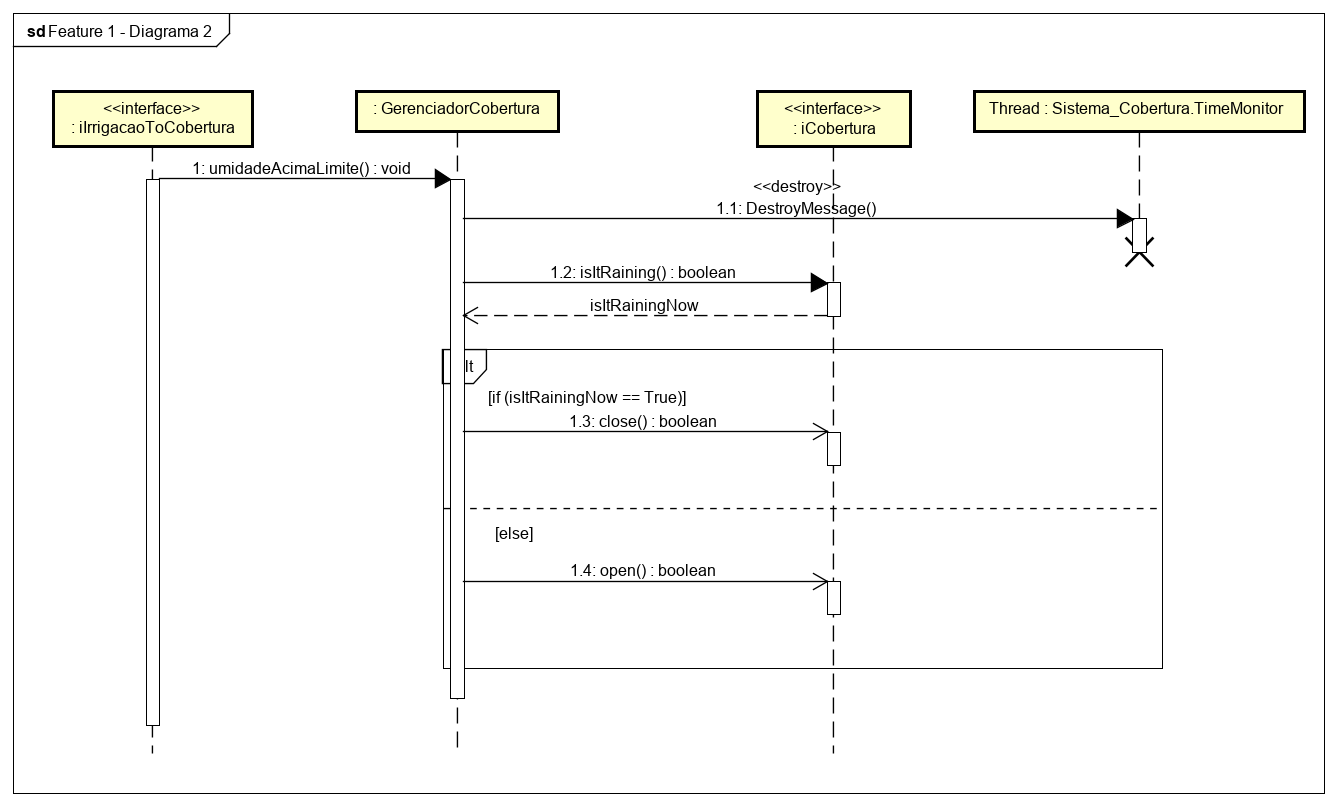 sd Feature 1 - Diagrama 2
<<interface>>
: iIrrigacaoToCobertura
: GerenciadorCobertura
<<interface>>
: iCobertura
Thread : Sistema_Cobertura.TimeMonitor
1: umidadeAcimaLimite() : void
<<destroy>>
1.1: DestroyMessage()
1.2: isItRaining() : boolean
isItRainingNow
lt
[if (isItRainingNow == True)]
1.3: close() : boolean
[else]
1.4: open() : boolean